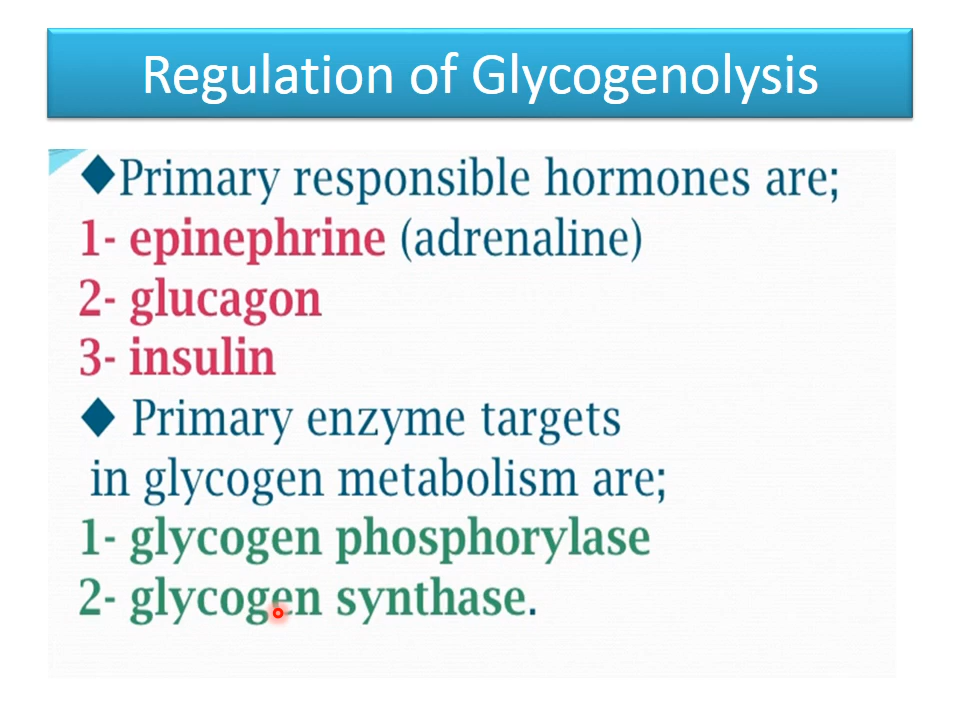 Regulation of Glycogenolysis
◆Primary responsible hormones are;
1- epinephrine (adrenaline)
2- glucagon
3- insulin
◆ Primary enzyme targets
in glycogen metabolism are;
1- glycogen phosphorylase
2- glycogen synthase.